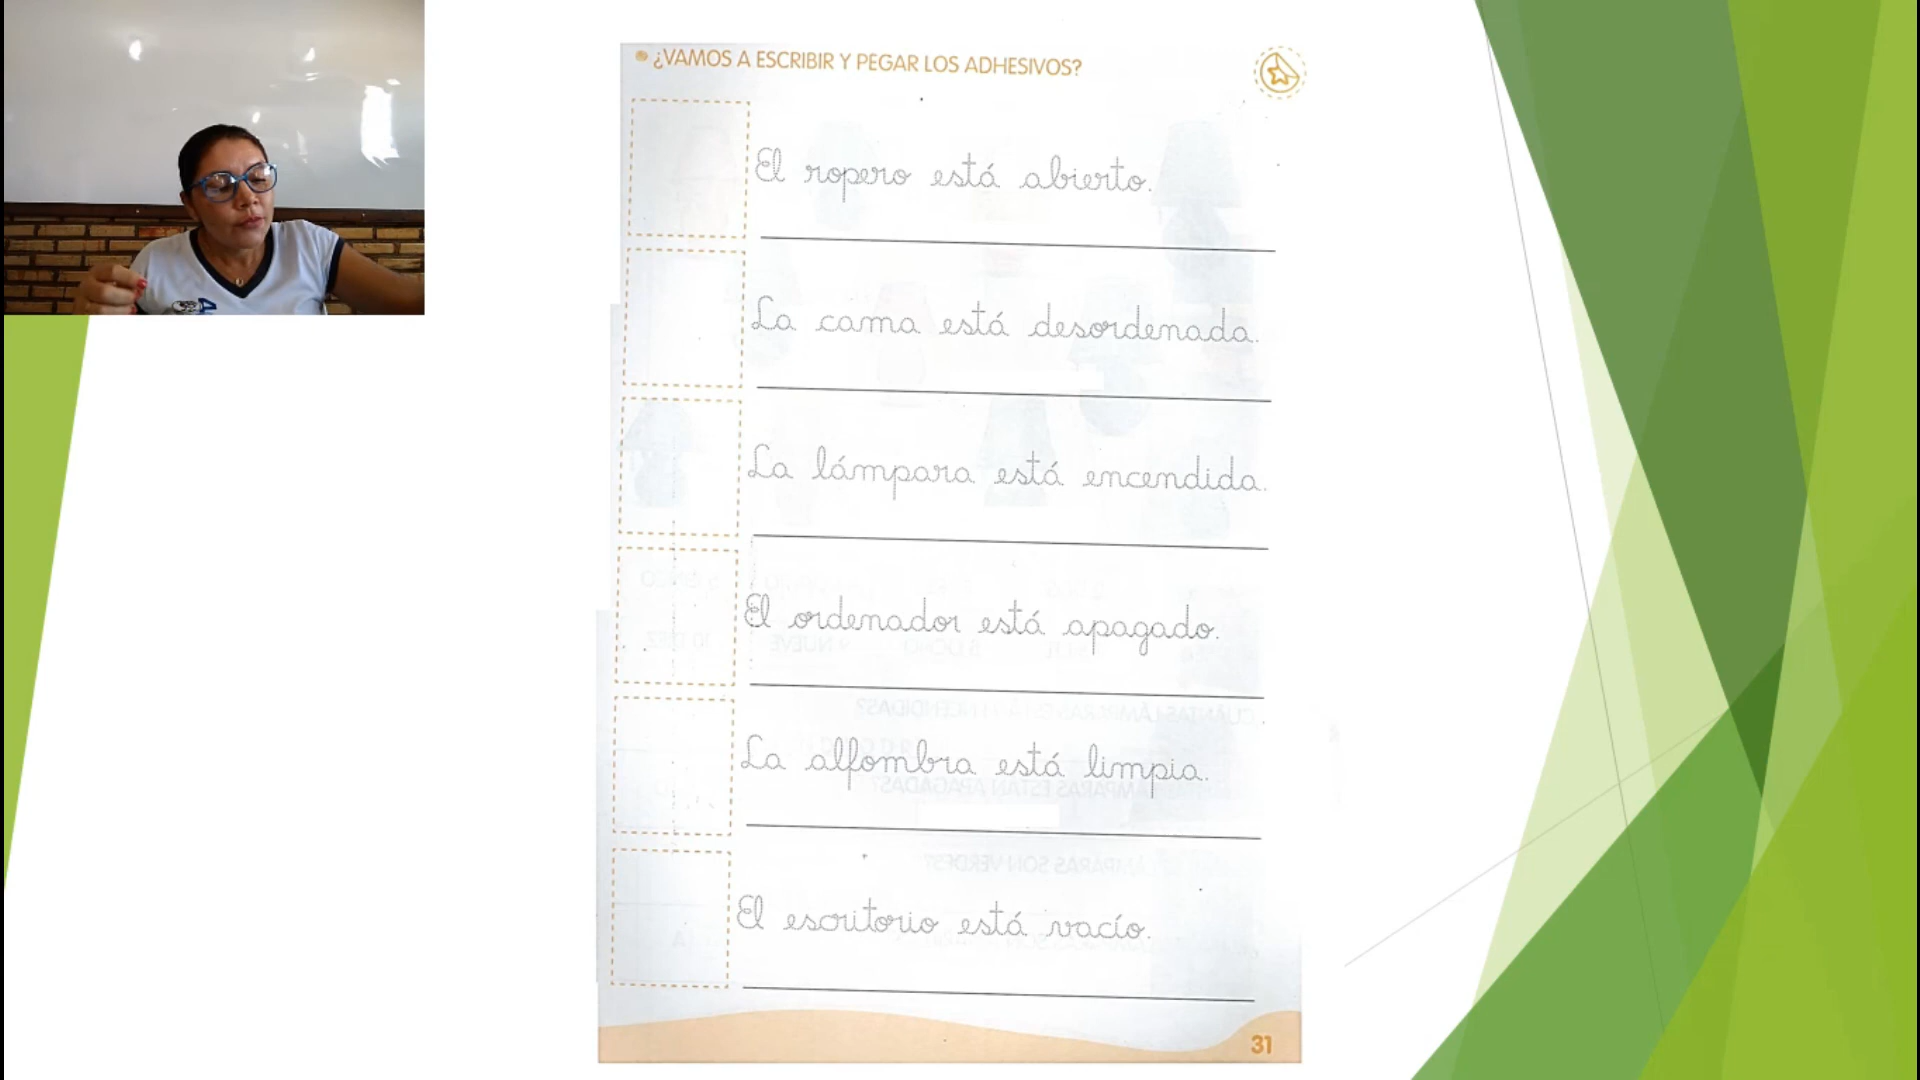 ¿VAMOS A ESCRIBIR Y PEGAR LOS ADHESIVOS?
El ropero está abierto.
La cama está desordenada.
La lámpara está encendida.
El ordenador está apagado.
La alfombra está limpia.
El escritorio está vacío.
31